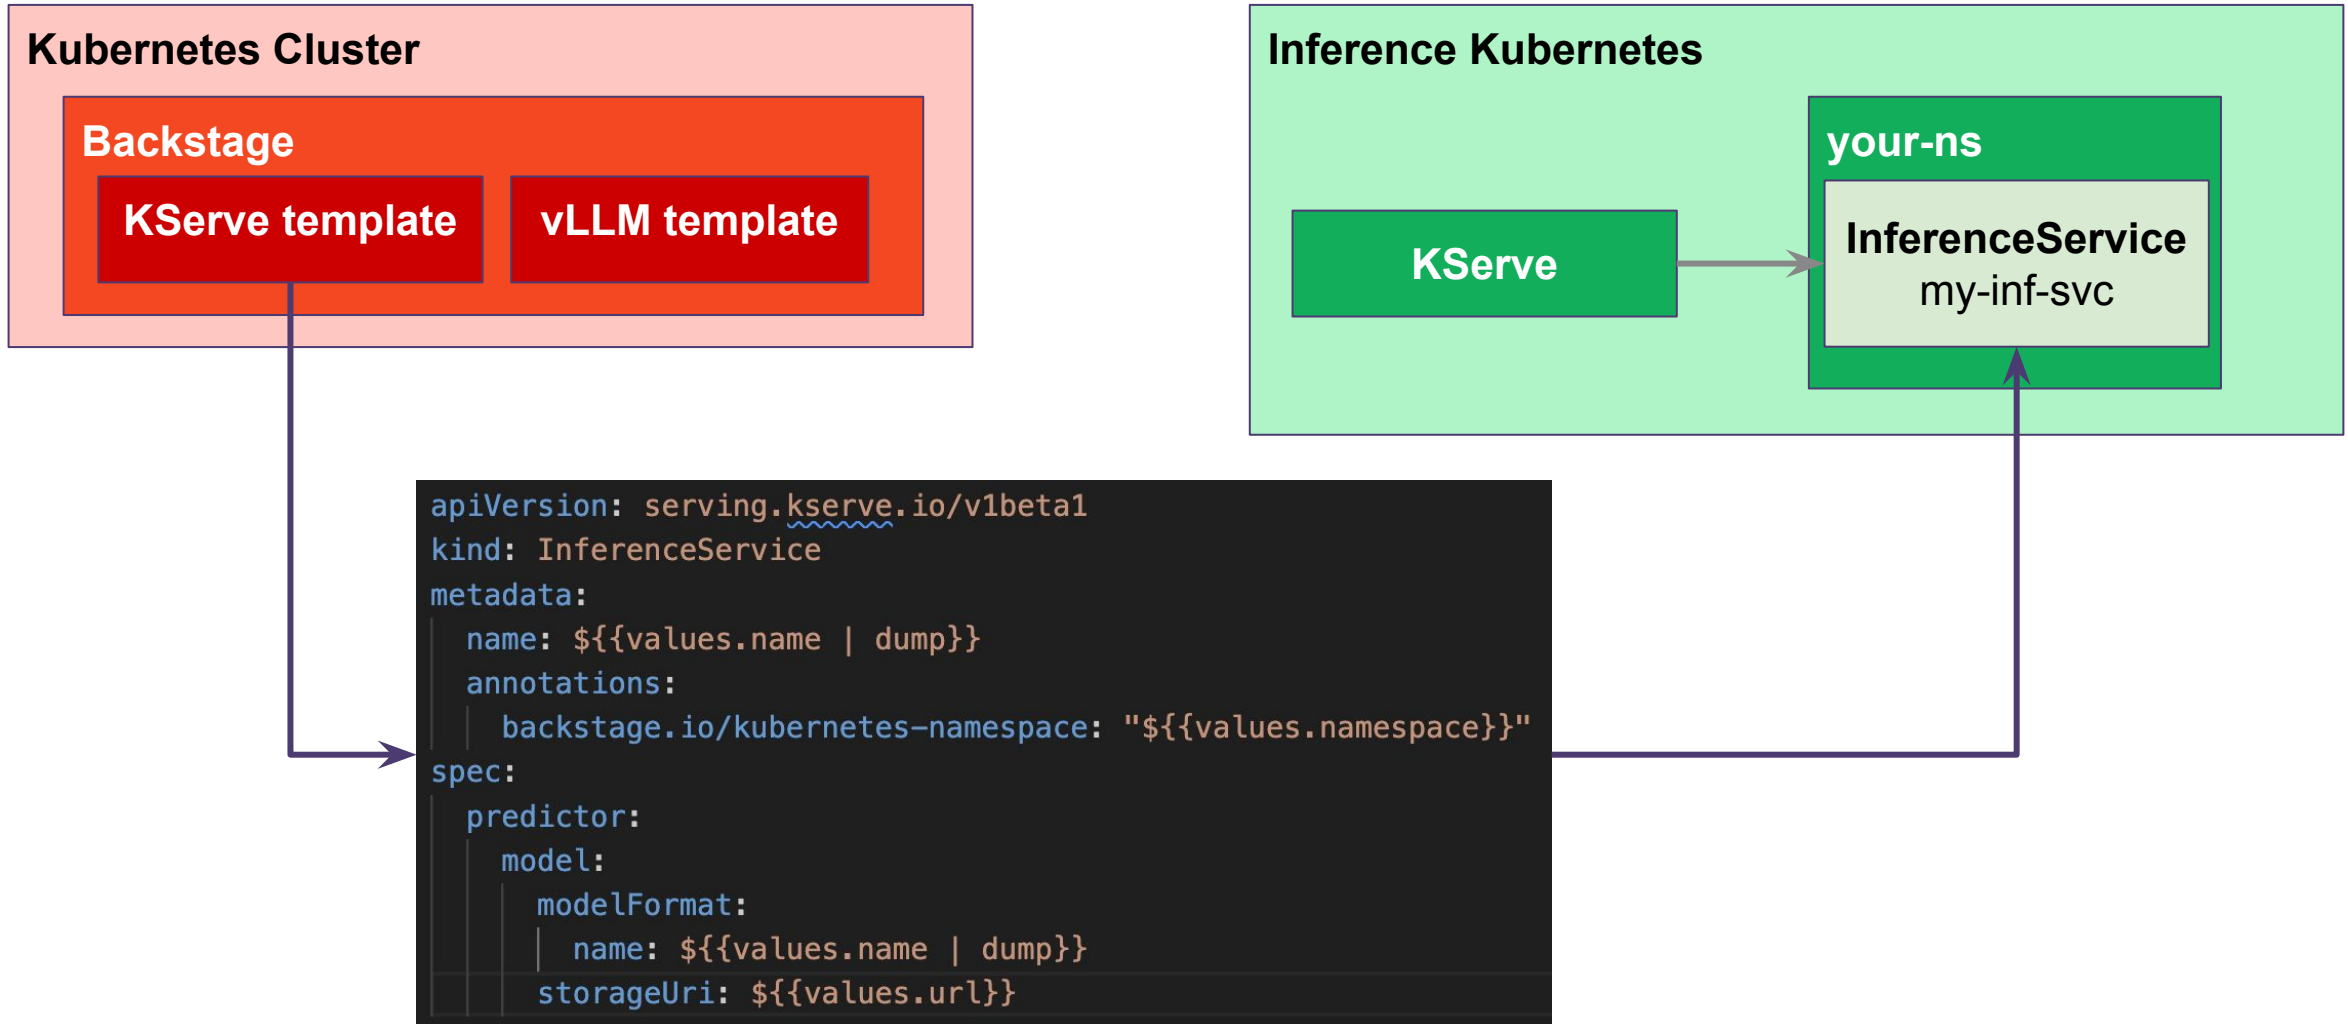 Kubernetes Cluster
Backstage
KServe template
vLLM template
Inference Kubernetes
your-ns
KServe
InferenceService
my-inf-svc
apiVersion: serving.kserve.io/v1beta1
kind: InferenceService
metadata:
  name: ${{values.name | dump}}
  annotations:
    backstage.io/kubernetes-namespace: "${{values.namespace}}"
spec:
  predictor:
    model:
      modelFormat:
        name: ${{values.name | dump}}
      storageUri: ${{values.url}}